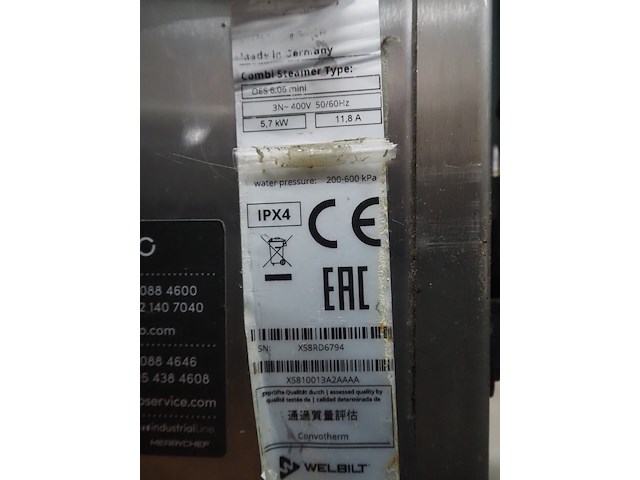 Made in Germany
Combi Steamer Type:
OES 6.06 mini
3N~ 400V 50/60Hz
5,7 kW
11,8 A
water pressure: 200-600 kPa
IPX4
CE
EAC
SN: XS8RD6794
XS810013A2AAAA
geprüfte Qualität durch | assessed quality by
qualité testée de | calidad determinada de
通過質量評估
Convotherm
WELBILT
088 4600
2 140 7040
o.com
088 4646
5 438 4608
oservice.com
industrialLine
MERRYCHEF